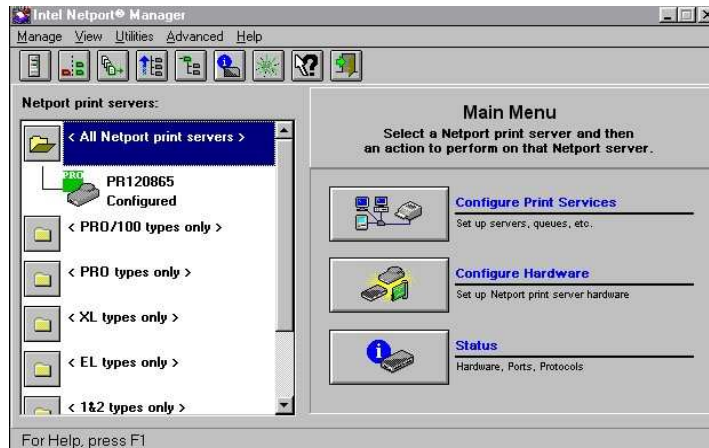 Intel Netport® Manager
Manage View Utilities Advanced Help
Netport print servers:
< All Netport print servers >
PRO
PR120865
Configured
< PRO/100 types only >
< PRO types only >
< XL types only >
< EL types only >
< 1&2 types only >
Main Menu
Select a Netport print server and then
an action to perform on that Netport server.
Configure Print Services
Set up servers, queues, etc.
Configure Hardware
Set up Netport print server hardware
Status
Hardware, Ports, Protocols
For Help, press F1